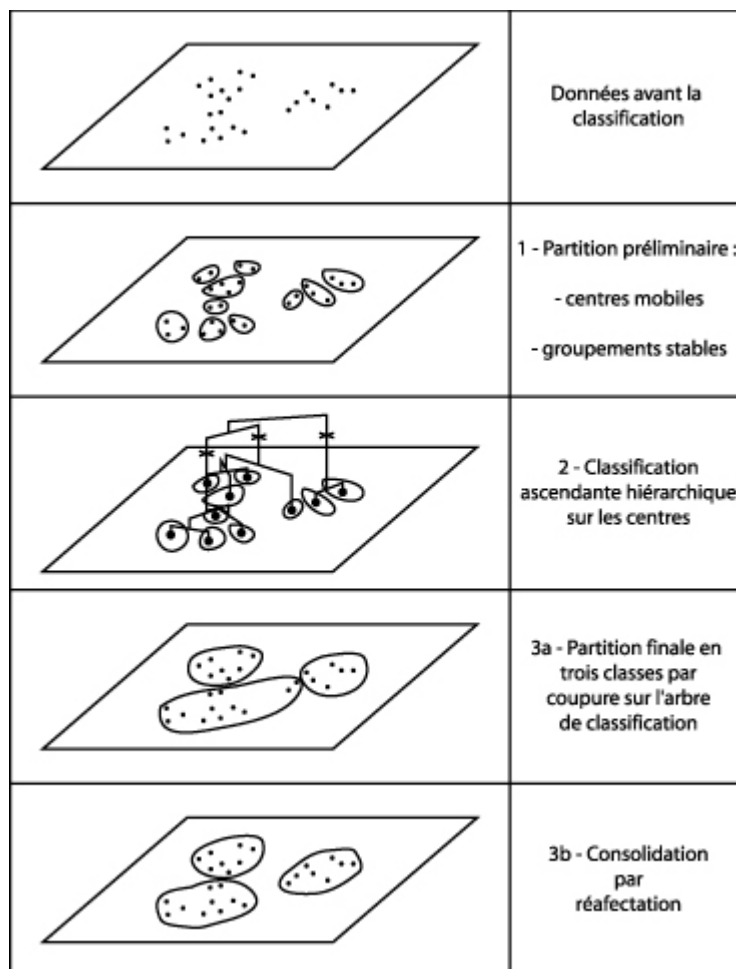 Données avant la
classification
1 - Partition préliminaire :
- centres mobiles
- groupements stables
2 - Classification
ascendante hiérarchique
sur les centres
3a - Partition finale en
trois classes par
coupure sur l'arbre
de classification
3b - Consolidation
par
réafectation